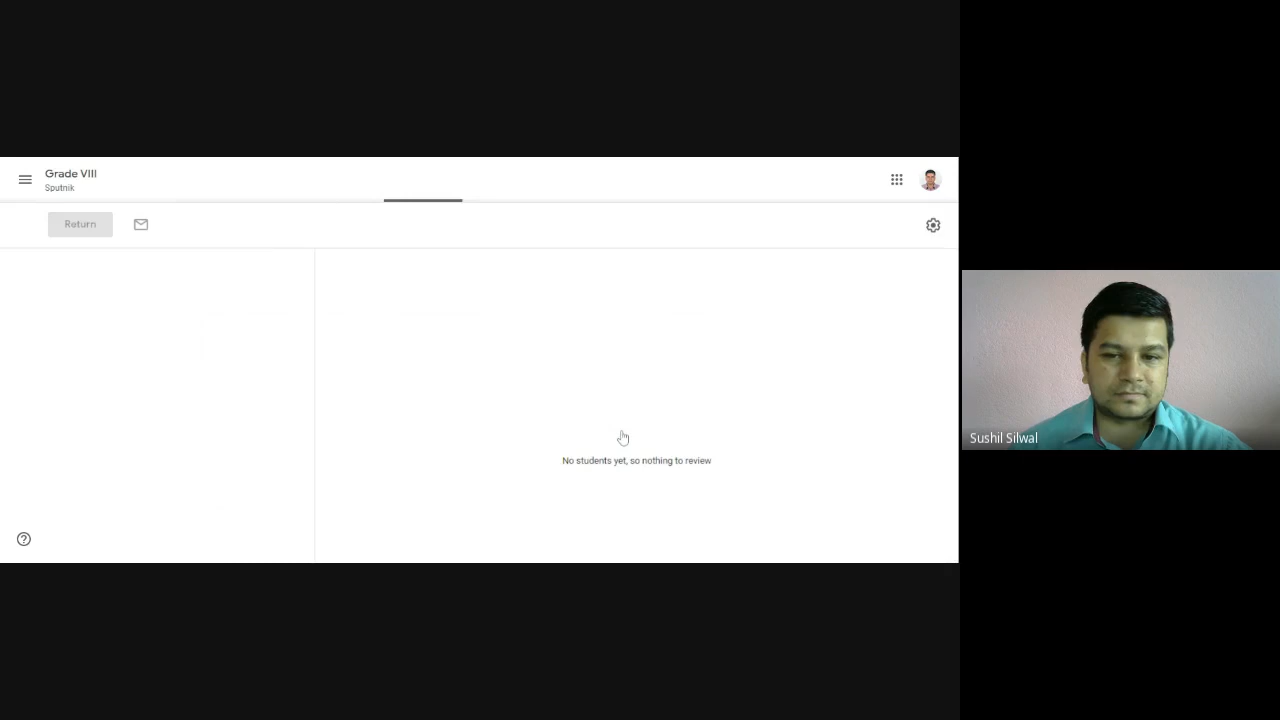 Grade VIII
Sputnik
Return
No students yet, so nothing to review
Sushil Silwal